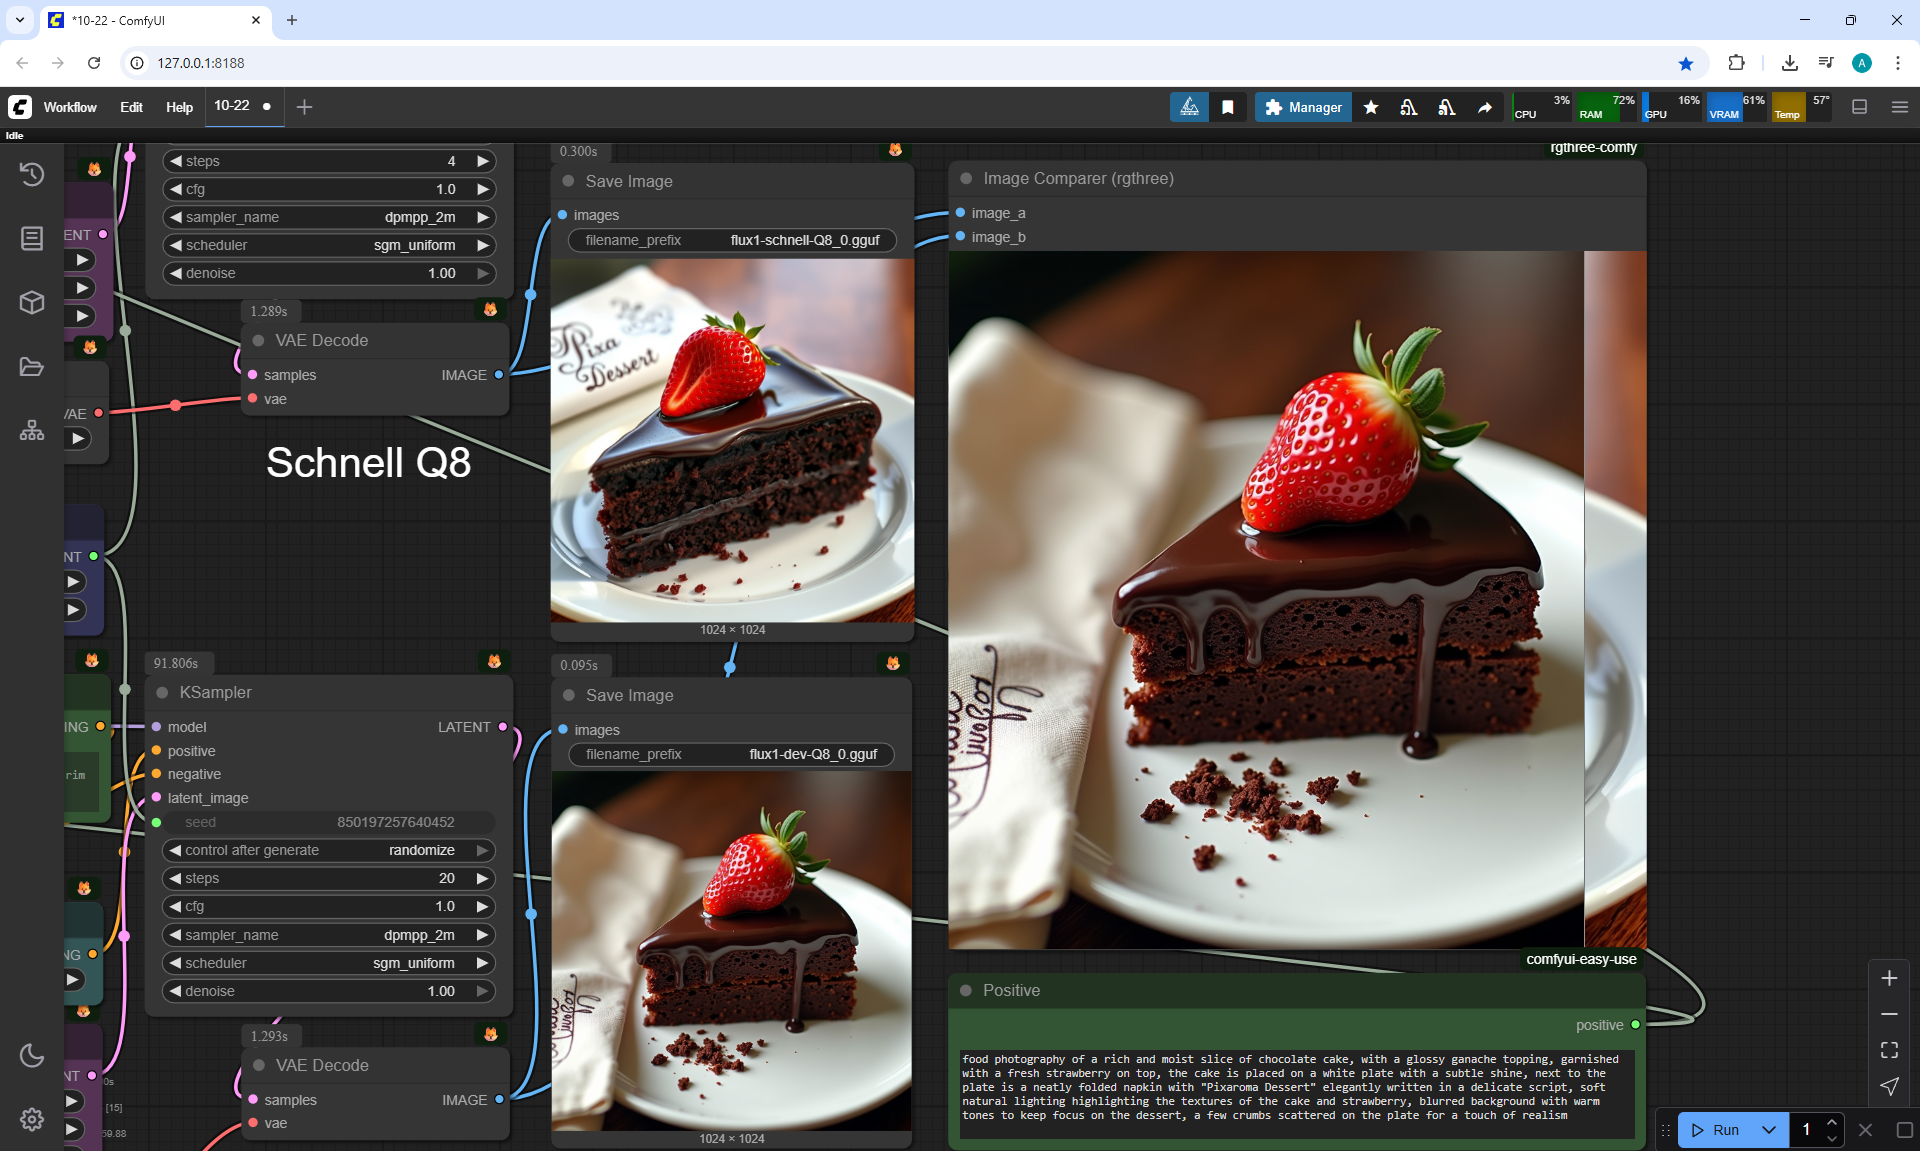 *10-22 - ComfyUI
127.0.0.1:8188
A
Workflow
Edit
Help
10-22
Manager
CPU
3%
RAM
72%
GPU
16%
VRAM
61%
Temp
57°
Idle
steps
4
cfg
1.0
sampler_name
dpmpp_2m
scheduler
sgm_uniform
denoise
1.00
1.289s
VAE Decode
samples
IMAGE
vae
Schnell Q8
ENT
VAE
NT
0.300s
Save Image
images
filename_prefix
flux1-schnell-Q8_0.gguf
Pixa
Dessert
1024 × 1024
rgthree-comfy
Image Comparer (rgthree)
image_a
image_b
91.806s
KSampler
model
LATENT
positive
negative
latent_image
seed
850197257640452
control after generate
randomize
steps
20
cfg
1.0
sampler_name
dpmpp_2m
scheduler
sgm_uniform
denoise
1.00
ING
rim
NG
NT
0s
[15]
59.88
1.293s
VAE Decode
samples
IMAGE
vae
0.095s
Save Image
images
filename_prefix
flux1-dev-Q8_0.gguf
1024 × 1024
comfyui-easy-use
Positive
positive
food photography of a rich and moist slice of chocolate cake, with a glossy ganache topping, garnished
with a fresh strawberry on top, the cake is placed on a white plate with a subtle shine, next to the
plate is a neatly folded napkin with "Pixaroma Dessert" elegantly written in a delicate script, soft
natural lighting highlighting the textures of the cake and strawberry, blurred background with warm
tones to keep focus on the dessert, a few crumbs scattered on the plate for a touch of realism
Run
1